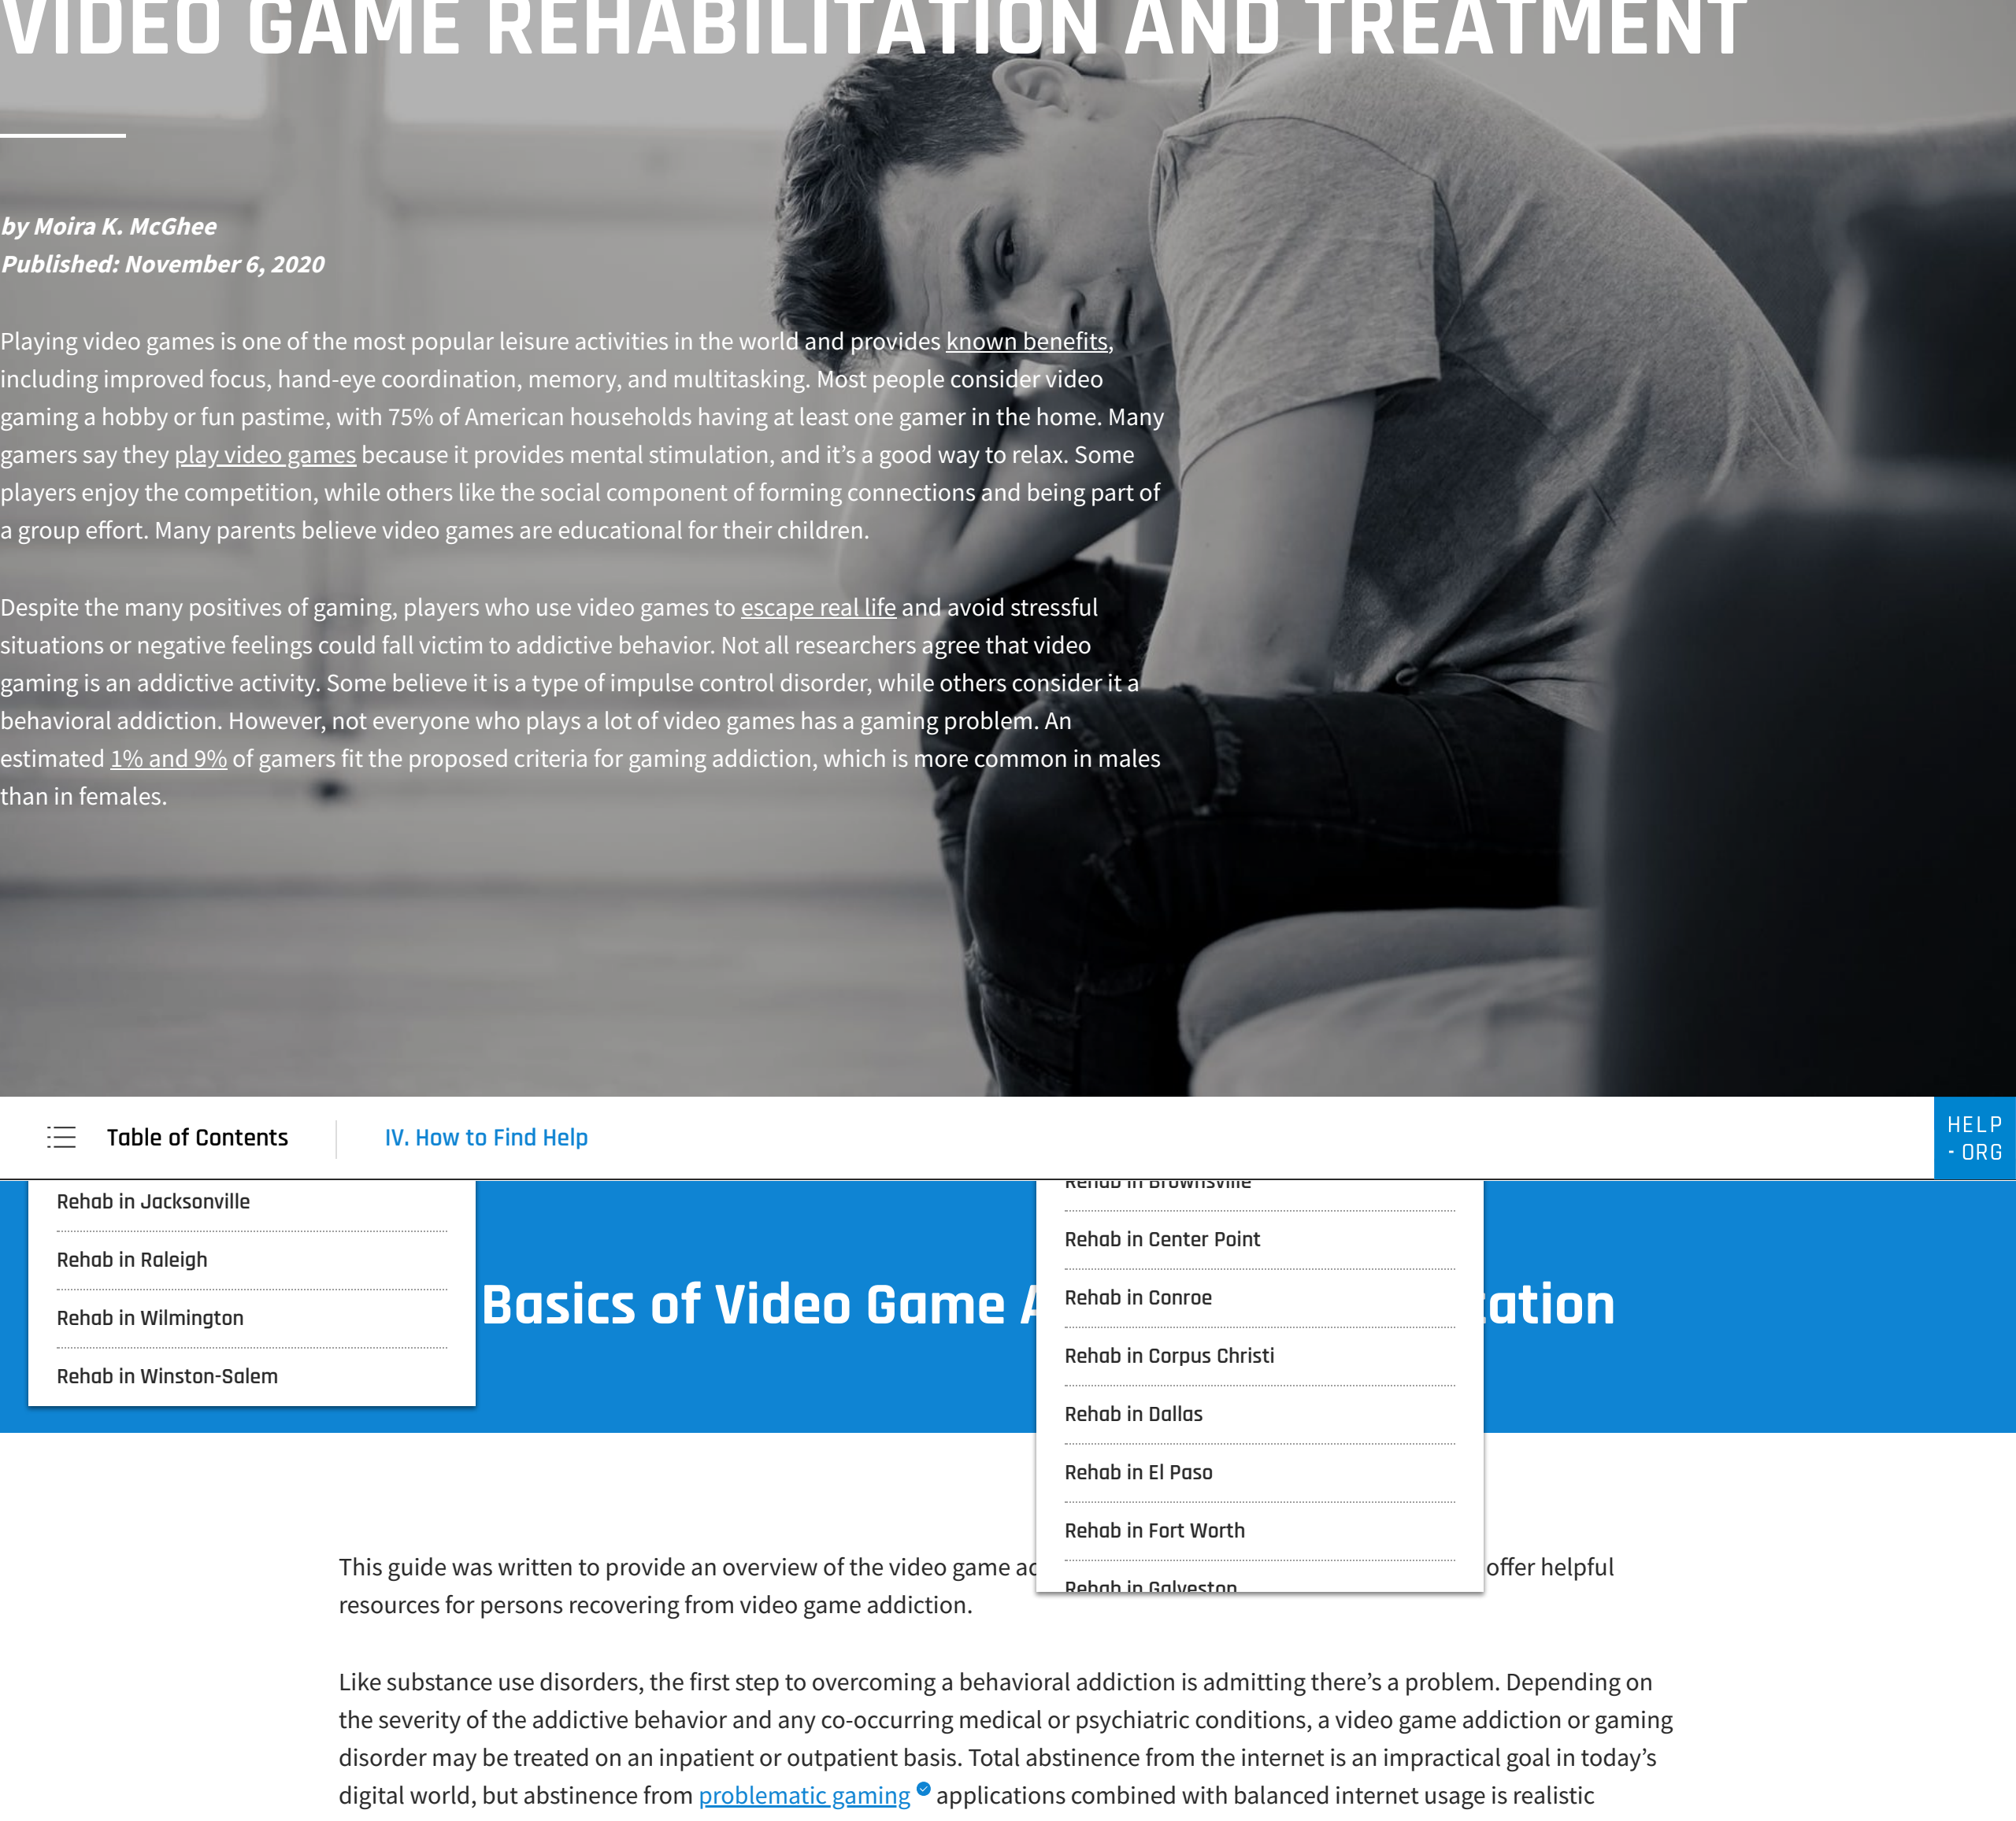 VIDEO GAME REHABILITATION AND TREATMENT
by Moira K. McGhee
Published: November 6, 2020
Playing video games is one of the most popular leisure activities in the world and provides known benefits,
including improved focus, hand-eye coordination, memory, and multitasking. Most people consider video
gaming a hobby or fun pastime, with 75% of American households having at least one gamer in the home. Many
gamers say they play video games because it provides mental stimulation, and it’s a good way to relax. Some
players enjoy the competition, while others like the social component of forming connections and being part of
a group effort. Many parents believe video games are educational for their children.
Despite the many positives of gaming, players who use video games to escape real life and avoid stressful
situations or negative feelings could fall victim to addictive behavior. Not all researchers agree that video
gaming is an addictive activity. Some believe it is a type of impulse control disorder, while others consider it a
behavioral addiction. However, not everyone who plays a lot of video games has a gaming problem. An
estimated 1% and 9% of gamers fit the proposed criteria for gaming addiction, which is more common in males
than in females.
Table of Contents
IV. How to Find Help
HELP
- ORG
Rehab in Jacksonville
Rehab in Raleigh
Rehab in Wilmington
Rehab in Winston-Salem
Rehab in Brownsville
Rehab in Center Point
Rehab in Conroe
Rehab in Corpus Christi
Rehab in Dallas
Rehab in El Paso
Rehab in Fort Worth
Rehab in Galveston
Basics of Video Game A tation
This guide was written to provide an overview of the video game ad offer helpful
resources for persons recovering from video game addiction.
Like substance use disorders, the first step to overcoming a behavioral addiction is admitting there’s a problem. Depending on
the severity of the addictive behavior and any co-occurring medical or psychiatric conditions, a video game addiction or gaming
disorder may be treated on an inpatient or outpatient basis. Total abstinence from the internet is an impractical goal in today’s
digital world, but abstinence from problematic gaming applications combined with balanced internet usage is realistic